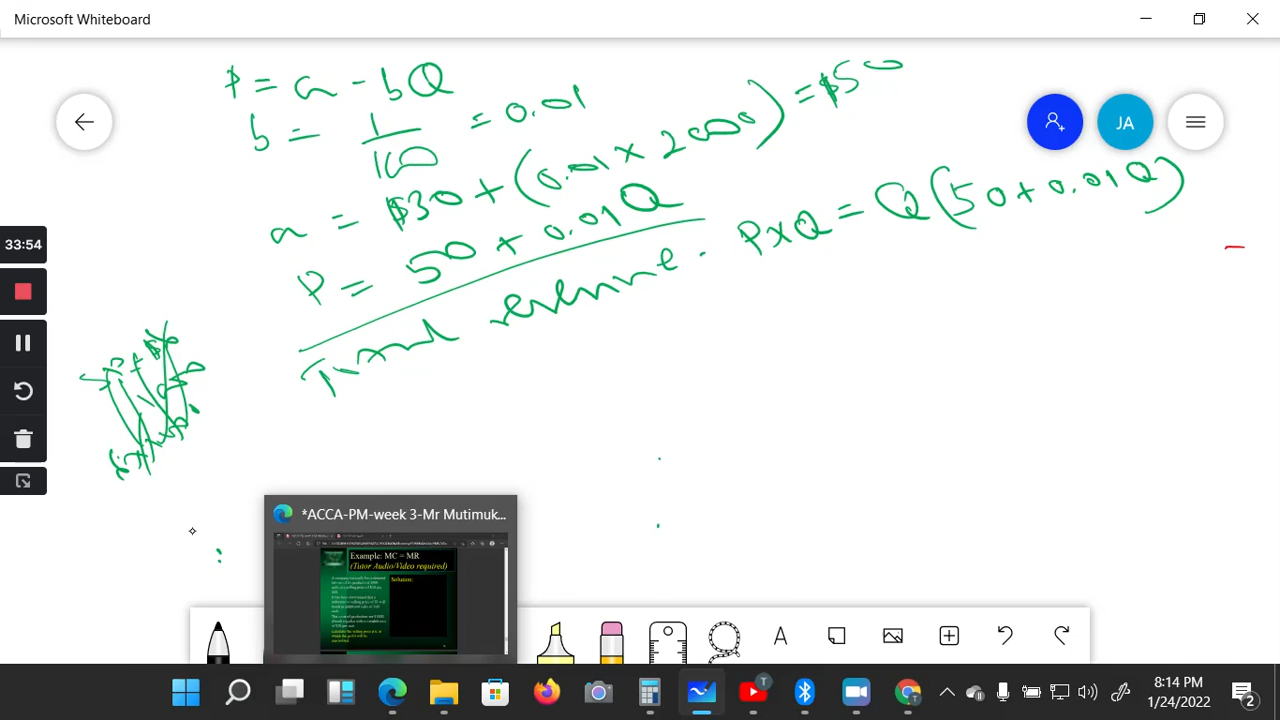 Microsoft Whiteboard
P = a - bQ
b = 1/100 = 0.01
a = $30 + (0.01 x 2000) = $50
P = 50 + 0.01Q
revenue. PxQ = Q(50+0.01Q)
JA
33:54
*ACCA-PM-week 3-Mr Mutimuk...
Example: MC = MR
(Tutor Audio/Video required)
Solution:
T
8:14 PM
1/24/2022
2